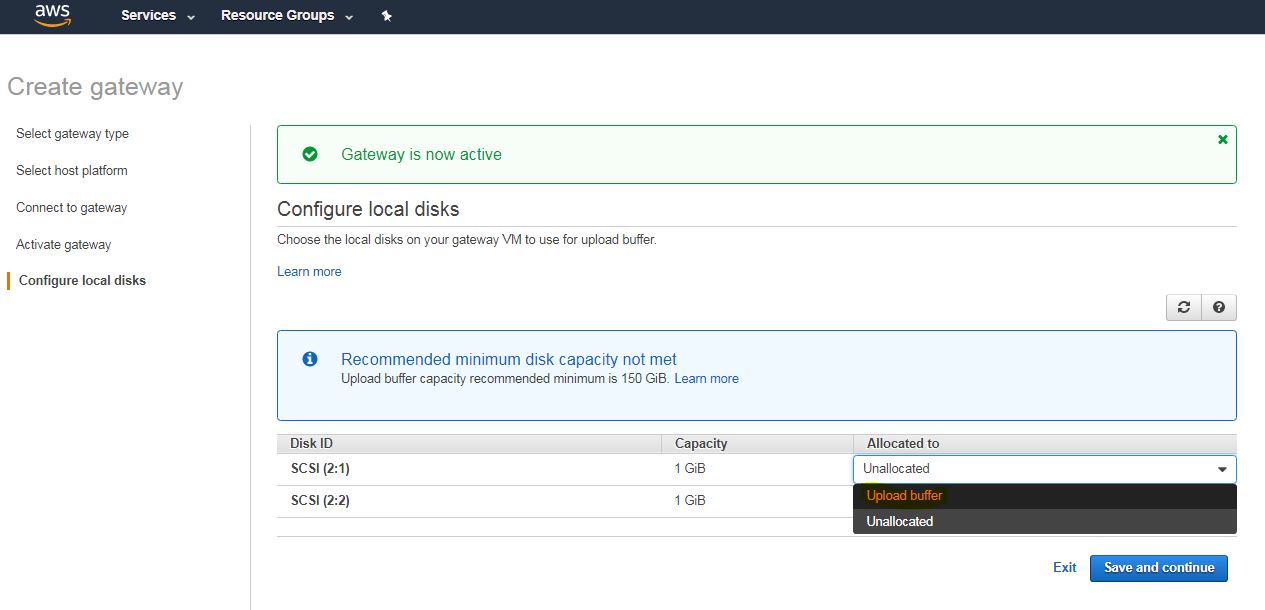 aws
Services
Resource Groups
Create gateway
Select gateway type
Select host platform
Connect to gateway
Activate gateway
Configure local disks
Gateway is now active
Configure local disks
Choose the local disks on your gateway VM to use for upload buffer.
Learn more
Recommended minimum disk capacity not met
Upload buffer capacity recommended minimum is 150 GiB. Learn more
Disk ID Capacity Allocated to
SCSI (2:1) 1 GiB Unallocated
SCSI (2:2) 1 GiB
Upload buffer
Unallocated
Exit Save and continue